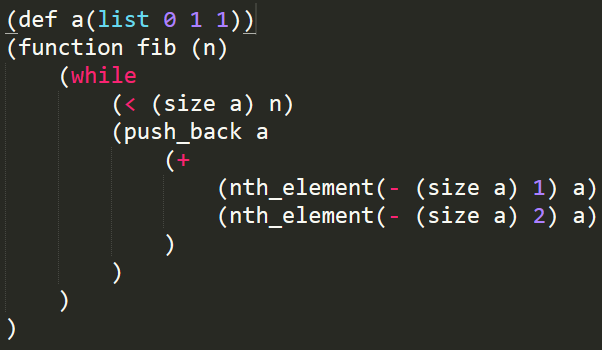 (def a(list 0 1 1))
(function fib (n)
    (while
        (< (size a) n)
        (push_back a
            (+
                (nth_element(- (size a) 1) a)
                (nth_element(- (size a) 2) a)
            )
        )
    )
)